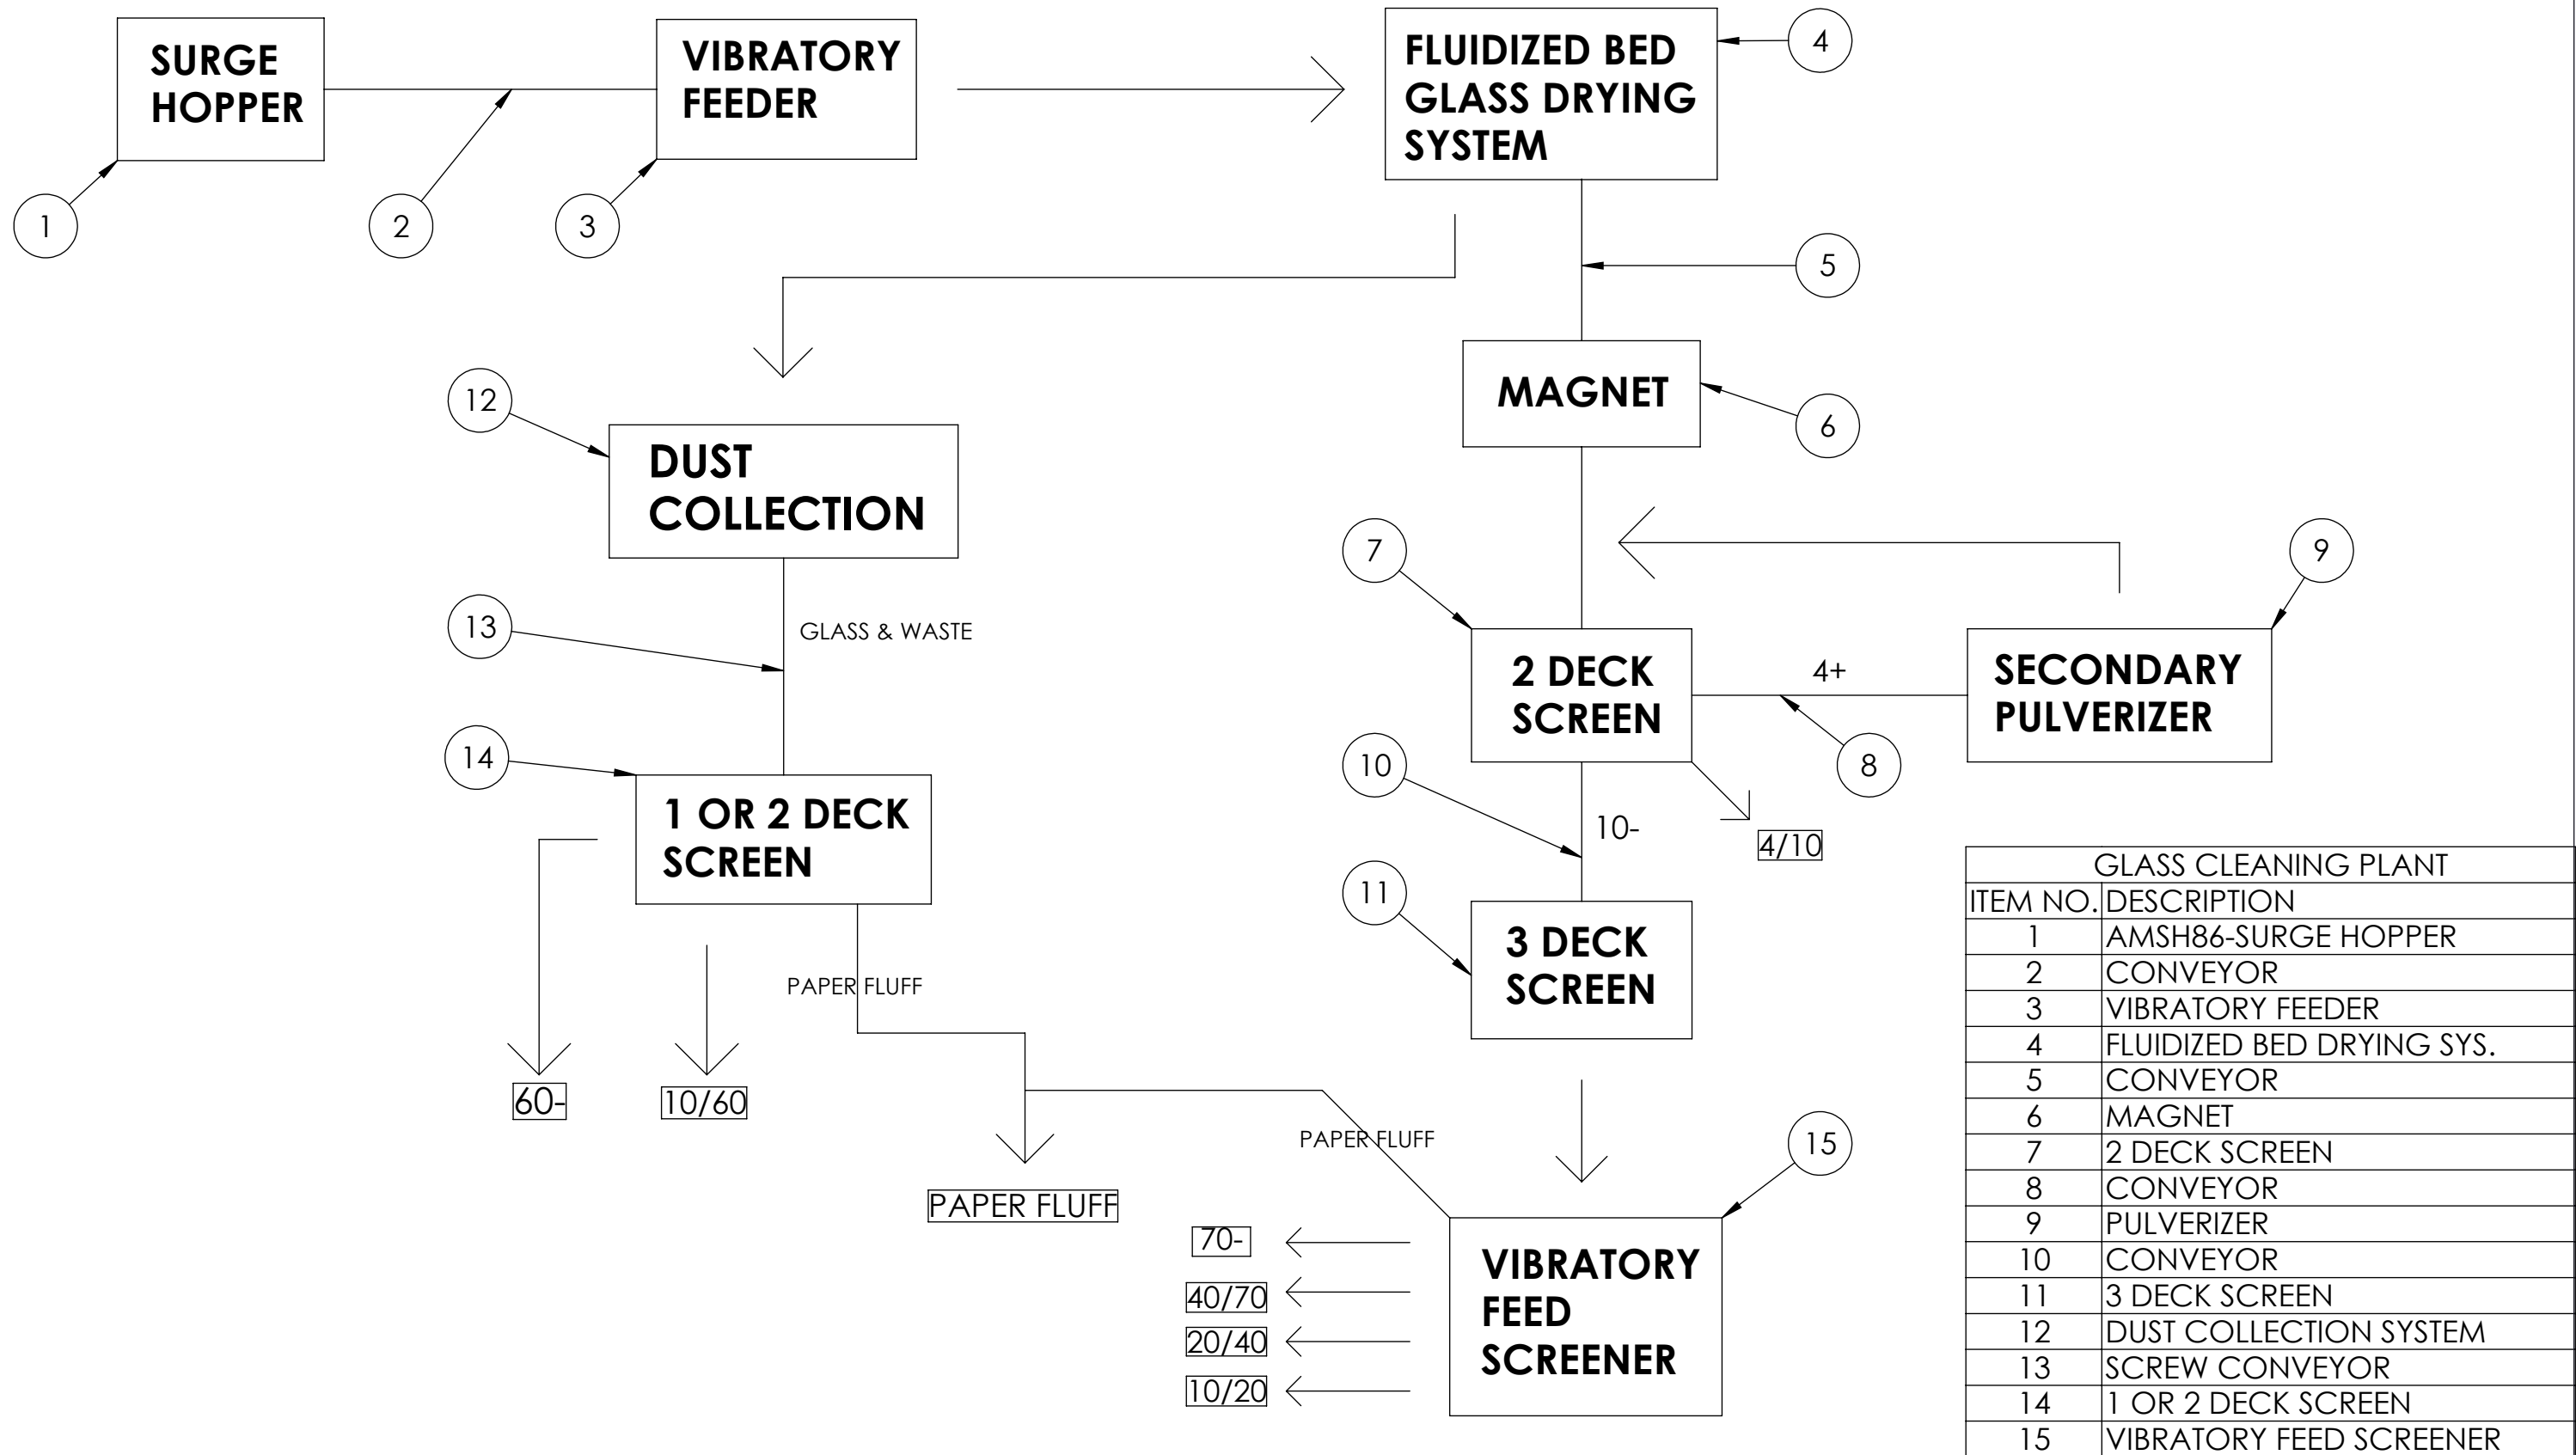 SURGE
HOPPER
VIBRATORY
FEEDER
FLUIDIZED BED
GLASS DRYING
SYSTEM
4
1
2
3
5
MAGNET
6
12
DUST
COLLECTION
7
9
13
GLASS & WASTE
2 DECK
SCREEN
4+
SECONDARY
PULVERIZER
14
10
8
1 OR 2 DECK
SCREEN
10-
4/10
11
3 DECK
SCREEN
PAPER FLUFF
60-
10/60
PAPER FLUFF
15
PAPER FLUFF
70-
40/70
20/40
10/20
VIBRATORY
FEED
SCREENER
GLASS CLEANING PLANT
ITEM NO. DESCRIPTION
1 AMSH86-SURGE HOPPER
2 CONVEYOR
3 VIBRATORY FEEDER
4 FLUIDIZED BED DRYING SYS.
5 CONVEYOR
6 MAGNET
7 2 DECK SCREEN
8 CONVEYOR
9 PULVERIZER
10 CONVEYOR
11 3 DECK SCREEN
12 DUST COLLECTION SYSTEM
13 SCREW CONVEYOR
14 1 OR 2 DECK SCREEN
15 VIBRATORY FEED SCREENER